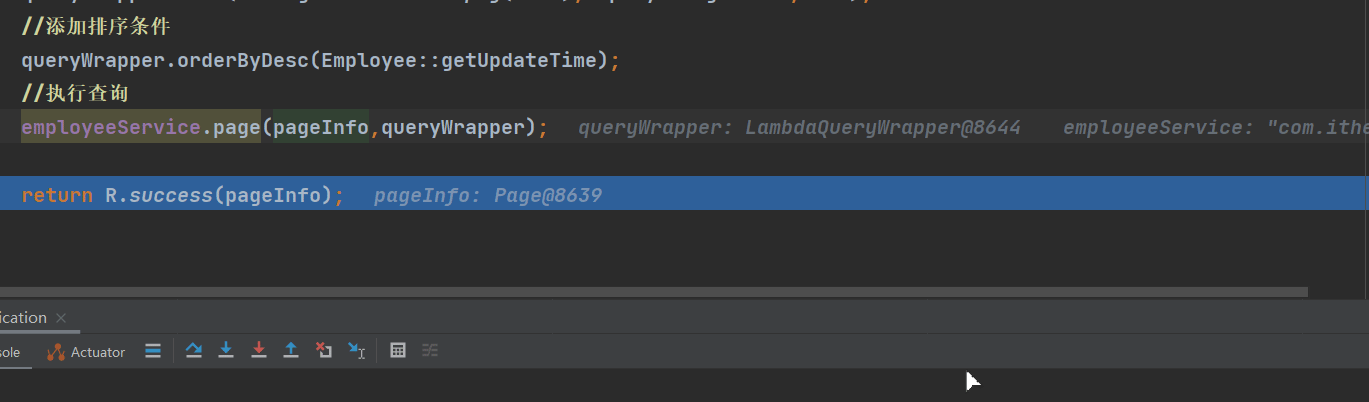 //添加排序条件
queryWrapper.orderByDesc(Employee::getUpdateTime);
//执行查询
employeeService.page(pageInfo,queryWrapper); queryWrapper: LambdaQueryWrapper@8644 employeeService: "com.ithe
return R.success(pageInfo); pageInfo: Page@8639
ication
sole Actuator